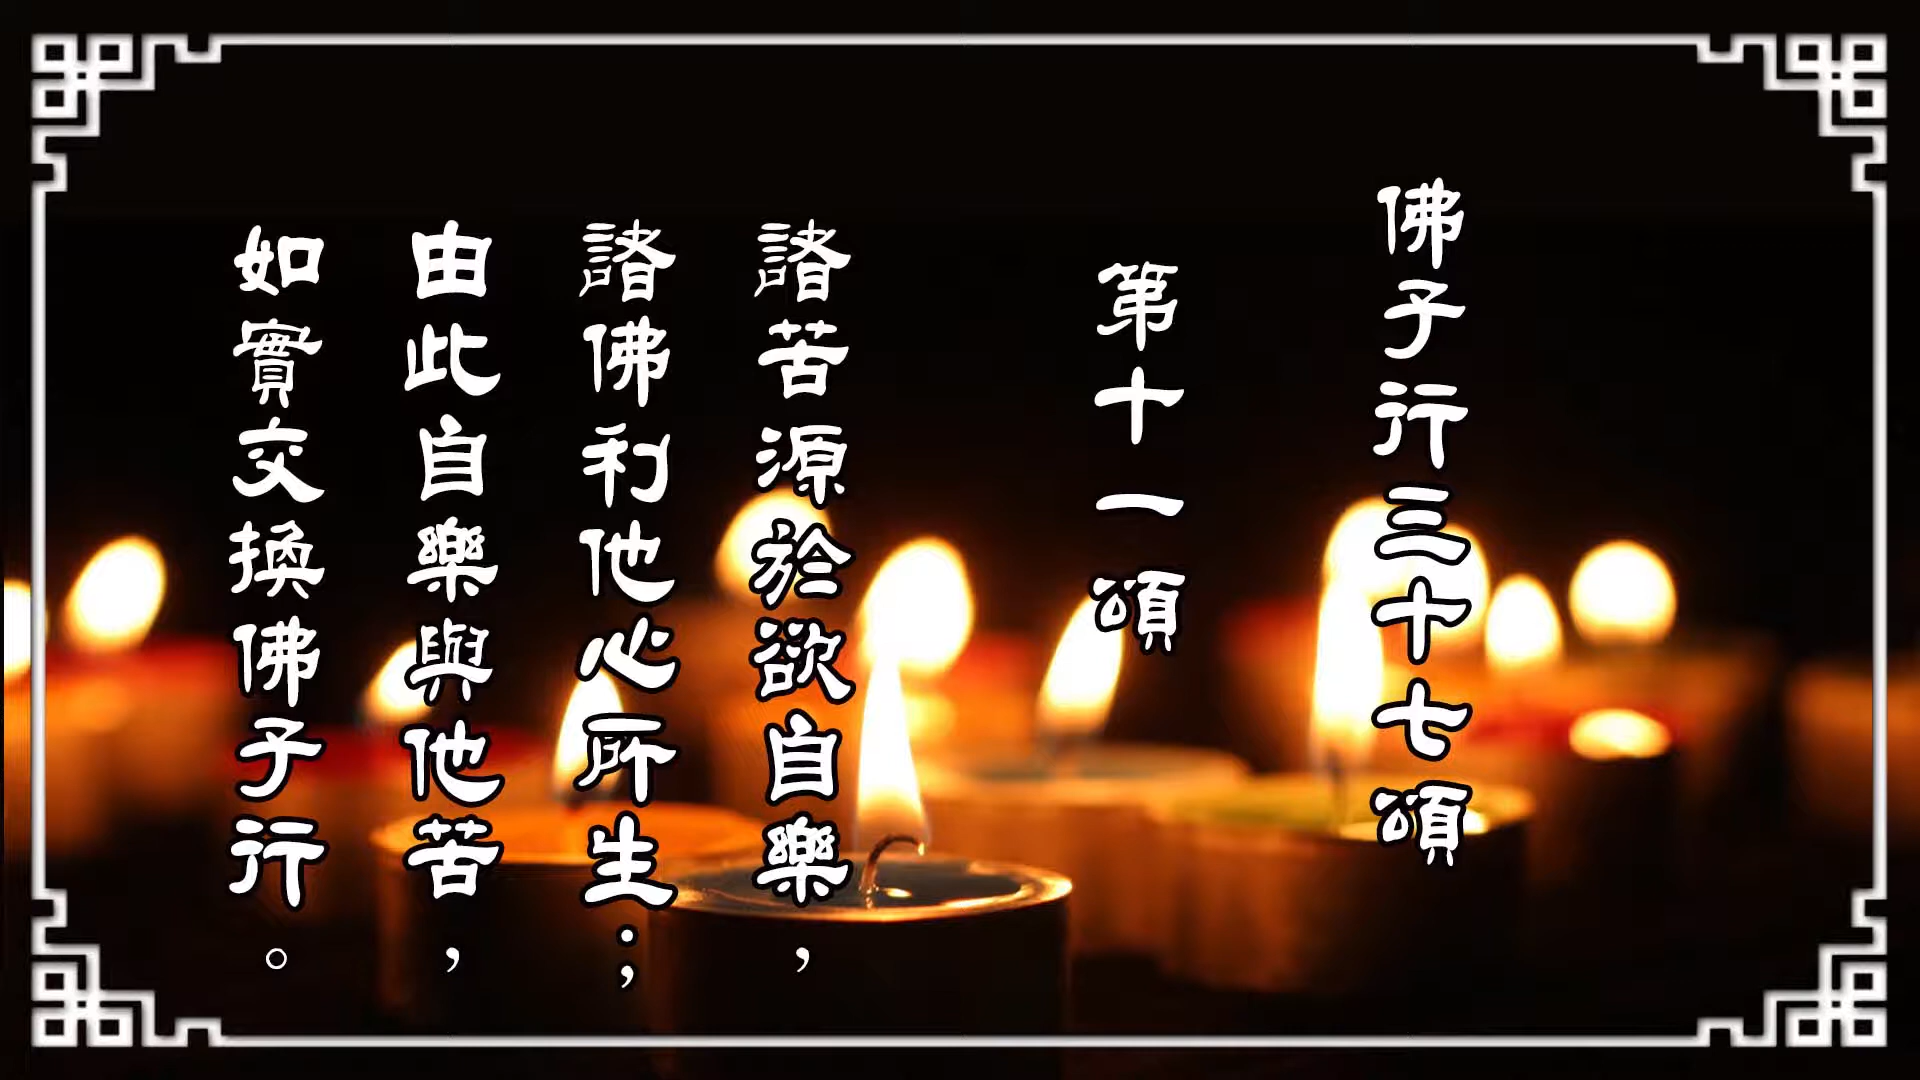 佛子行三十七頌
第十一頌
諸苦源於欲自樂，
諸佛利他心所生；
由此自樂與他苦，
如實交換佛子行。